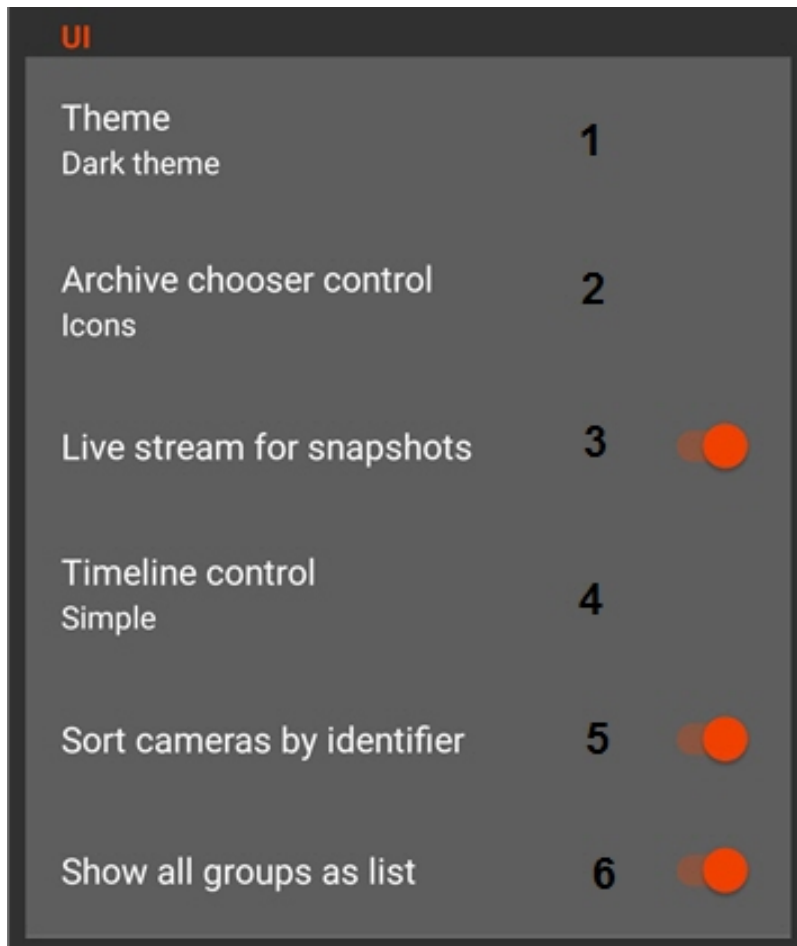 UI
Theme
Dark theme
1
Archive chooser control
Icons
2
Live stream for snapshots 3
Timeline control
Simple
4
Sort cameras by identifier 5
Show all groups as list 6